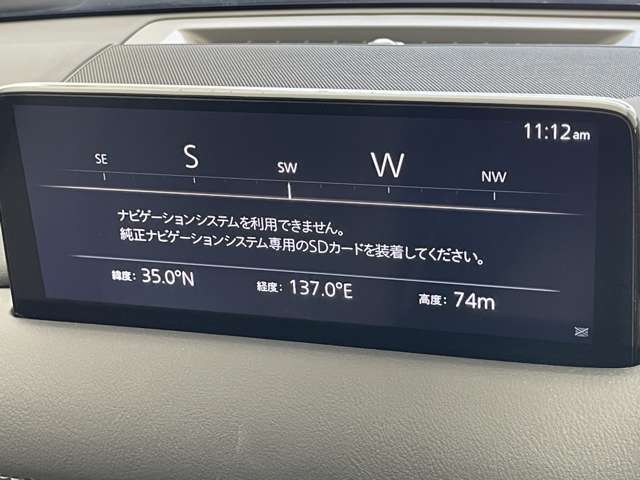 11:12am
SE S SW W NW
ナビゲーションシステムを利用できません。
純正ナビゲーションシステム専用のSDカードを装着してください。
緯度: 35.0°N 経度: 137.0°E 高度: 74m